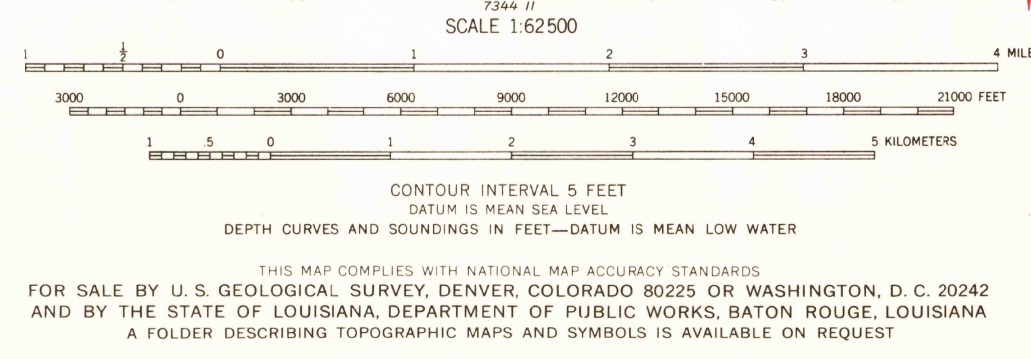 7344 II
SCALE 1:62500
1 ½ 0 1 2 3 4 MILE
3000 0 3000 6000 9000 12000 15000 18000 21000 FEET
1 .5 0 1 2 3 4 5 KILOMETERS
CONTOUR INTERVAL 5 FEET
DATUM IS MEAN SEA LEVEL
DEPTH CURVES AND SOUNDINGS IN FEET—DATUM IS MEAN LOW WATER
THIS MAP COMPLIES WITH NATIONAL MAP ACCURACY STANDARDS
FOR SALE BY U. S. GEOLOGICAL SURVEY, DENVER, COLORADO 80225 OR WASHINGTON, D. C. 20242
AND BY THE STATE OF LOUISIANA, DEPARTMENT OF PUBLIC WORKS, BATON ROUGE, LOUISIANA
A FOLDER DESCRIBING TOPOGRAPHIC MAPS AND SYMBOLS IS AVAILABLE ON REQUEST